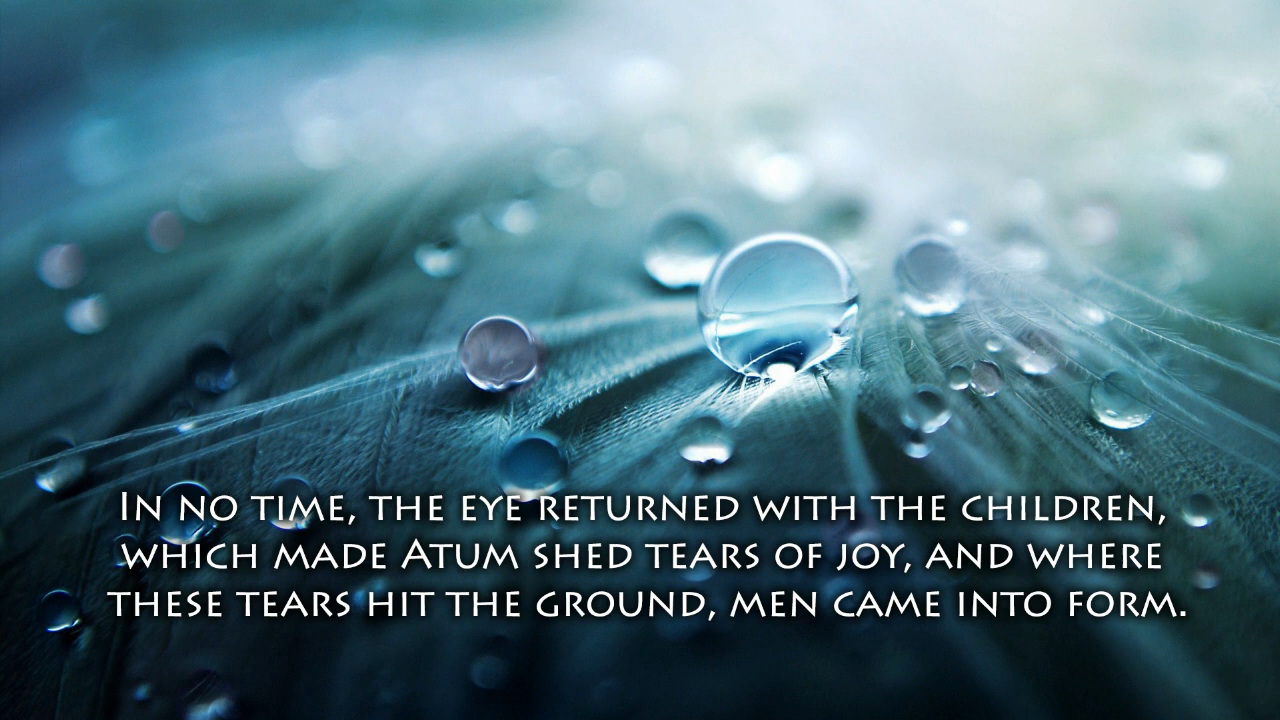 In no time, the eye returned with the children,
which made Atum shed tears of joy, and where
these tears hit the ground, men came into form.